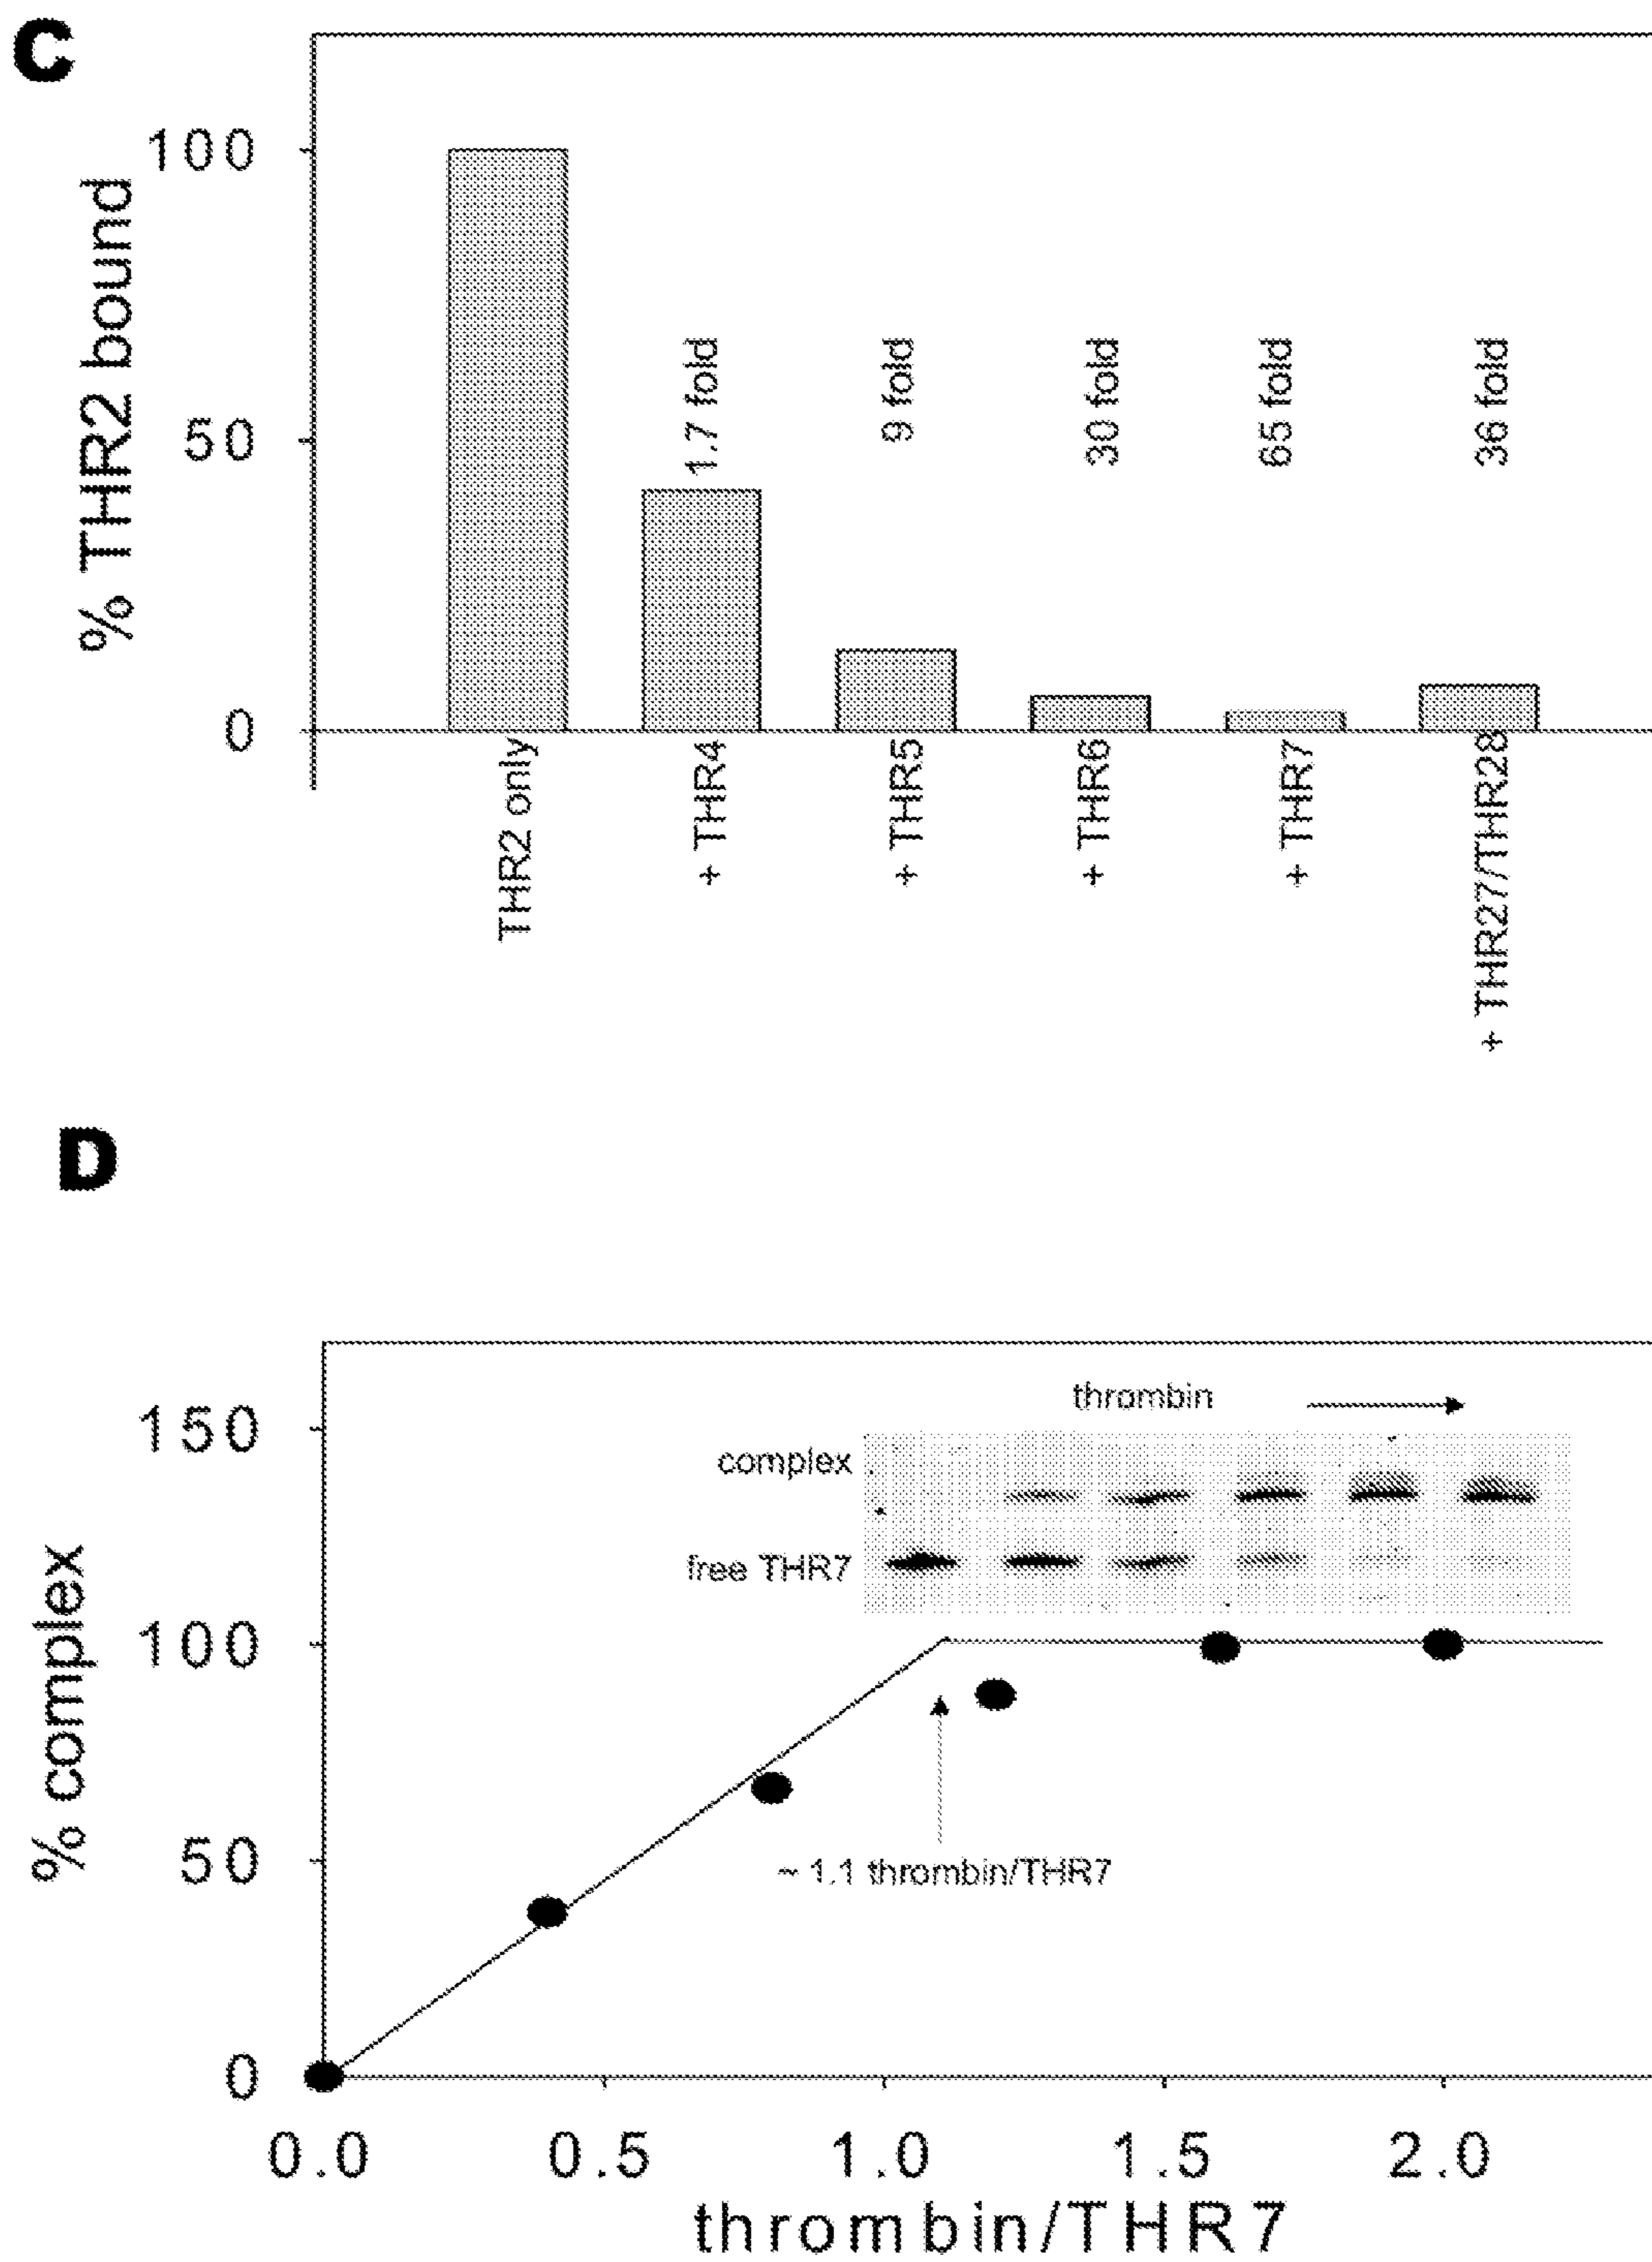 C
% THR2 bound
100
50
0
1.7 fold
9 fold
30 fold
65 fold
36 fold
THR2 only
+ THR4
+ THR5
+ THR6
+ THR7
+ THR27/THR28
D
% complex
150
100
50
0
thrombin
complex
free THR7
~ 1.1 thrombin/THR7
0.0 0.5 1.0 1.5 2.0
thrombin/THR7